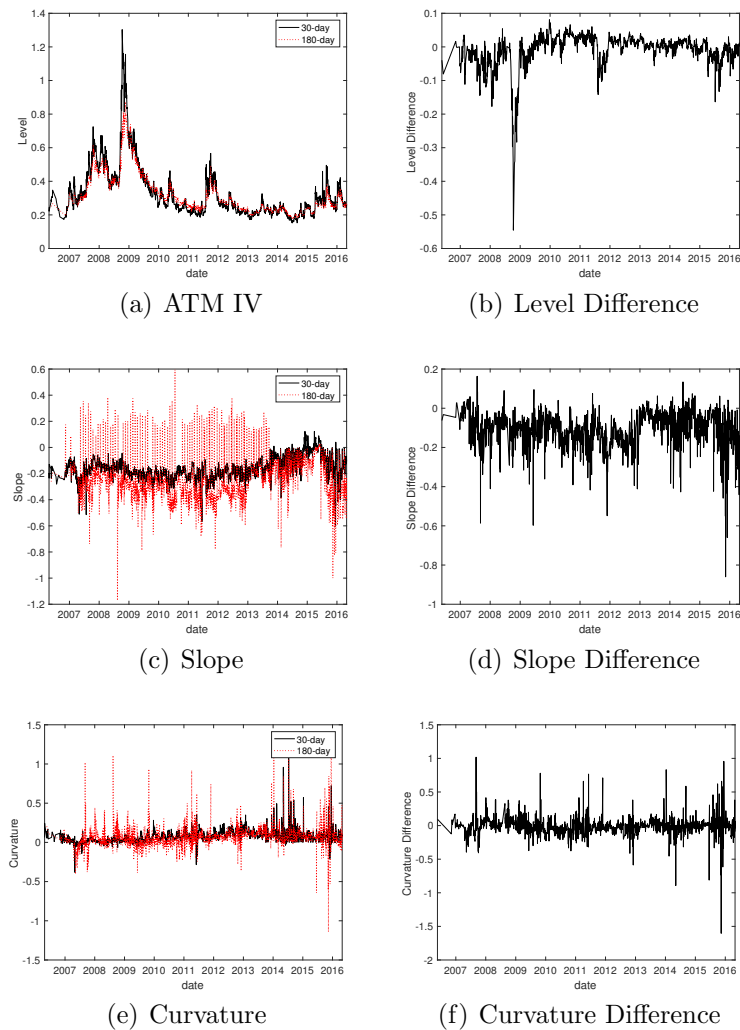 1.4
1.2
1
0.8
0.6
0.4
0.2
0
Level
30-day
180-day
2007 2008 2009 2010 2011 2012 2013 2014 2015 2016
date
(a) ATM IV
0.1
0
-0.1
-0.2
-0.3
-0.4
-0.5
-0.6
Level Difference
2007 2008 2009 2010 2011 2012 2013 2014 2015 2016
date
(b) Level Difference
0.6
0.4
0.2
0
-0.2
-0.4
-0.6
-0.8
-1
-1.2
Slope
30-day
180-day
2007 2008 2009 2010 2011 2012 2013 2014 2015 2016
date
(c) Slope
0.2
0
-0.2
-0.4
-0.6
-0.8
-1
Slope Difference
2007 2008 2009 2010 2011 2012 2013 2014 2015 2016
date
(d) Slope Difference
1.5
1
0.5
0
-0.5
-1
-1.5
Curvature
30-day
180-day
2007 2008 2009 2010 2011 2012 2013 2014 2015 2016
date
(e) Curvature
1.5
1
0.5
0
-0.5
-1
-1.5
-2
Curvature Difference
2007 2008 2009 2010 2011 2012 2013 2014 2015 2016
date
(f) Curvature Difference